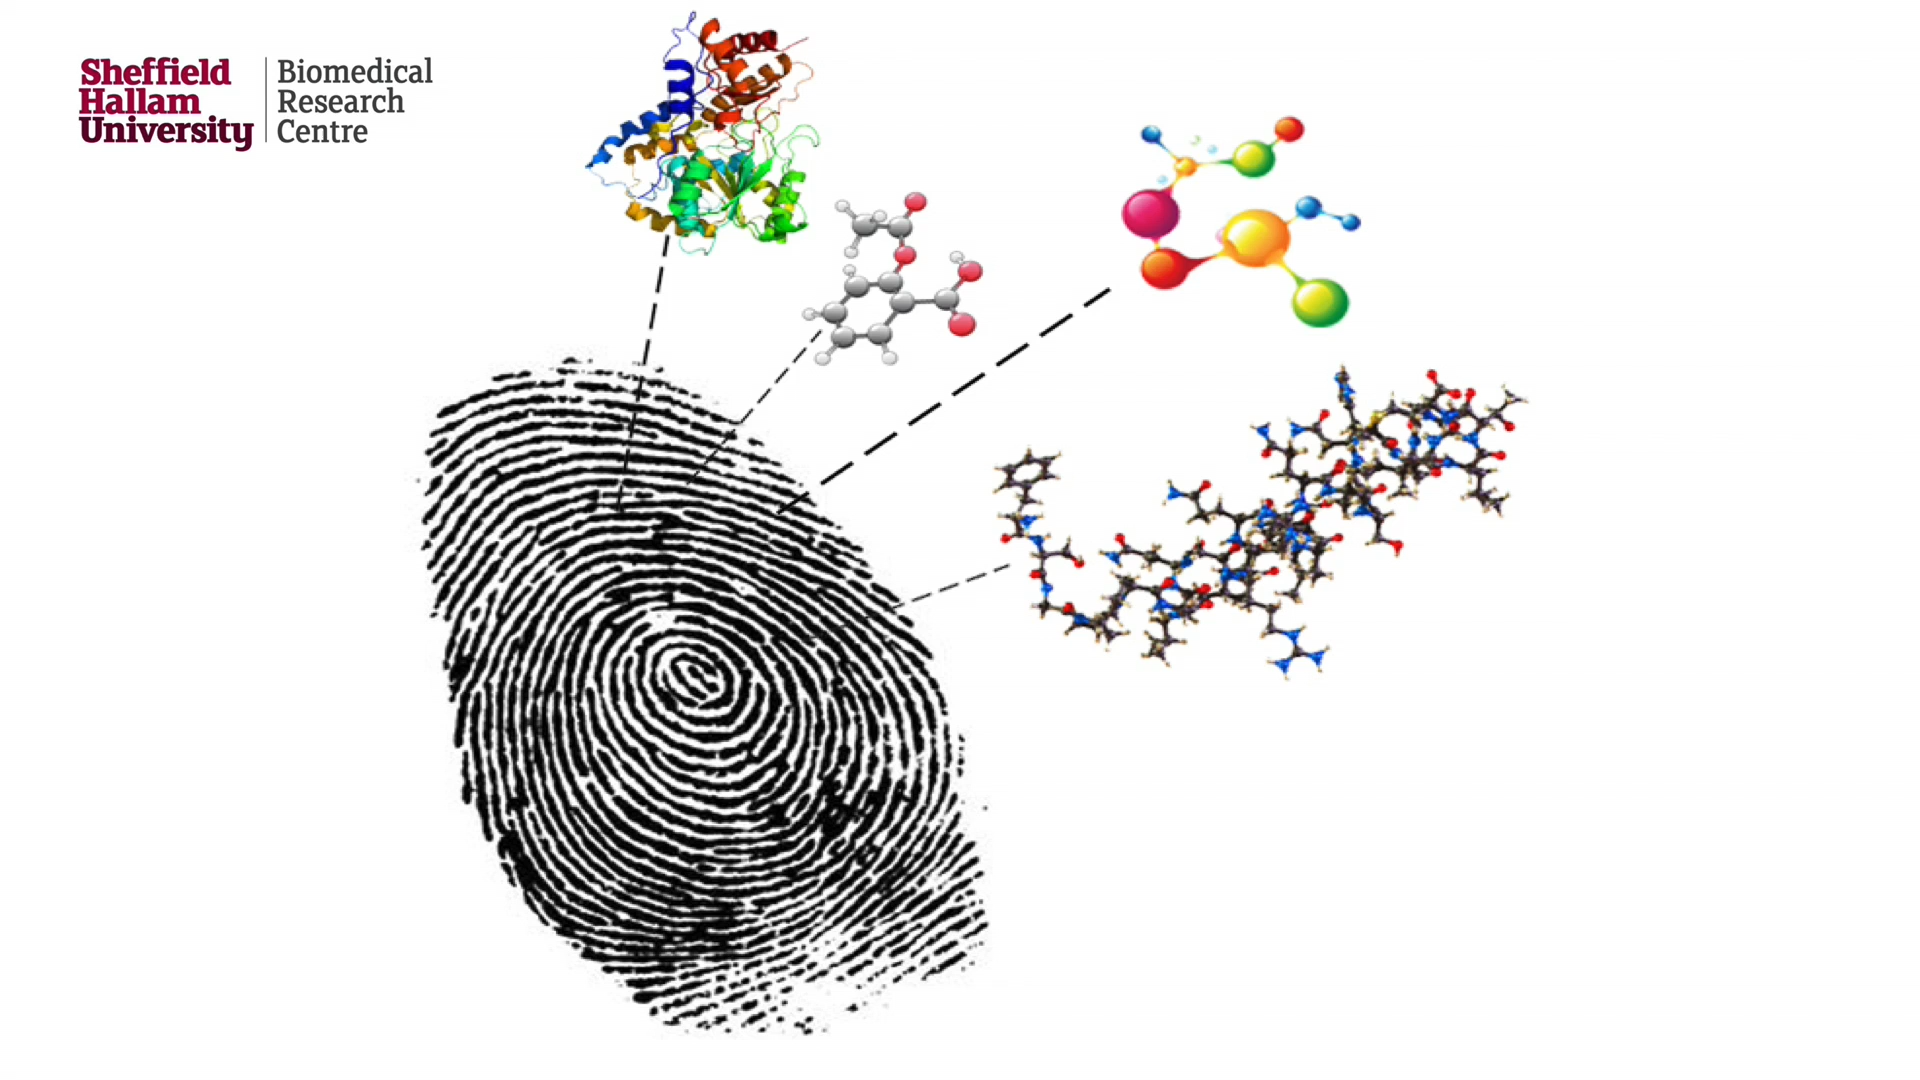 Sheffield
Hallam
University
Biomedical
Research
Centre